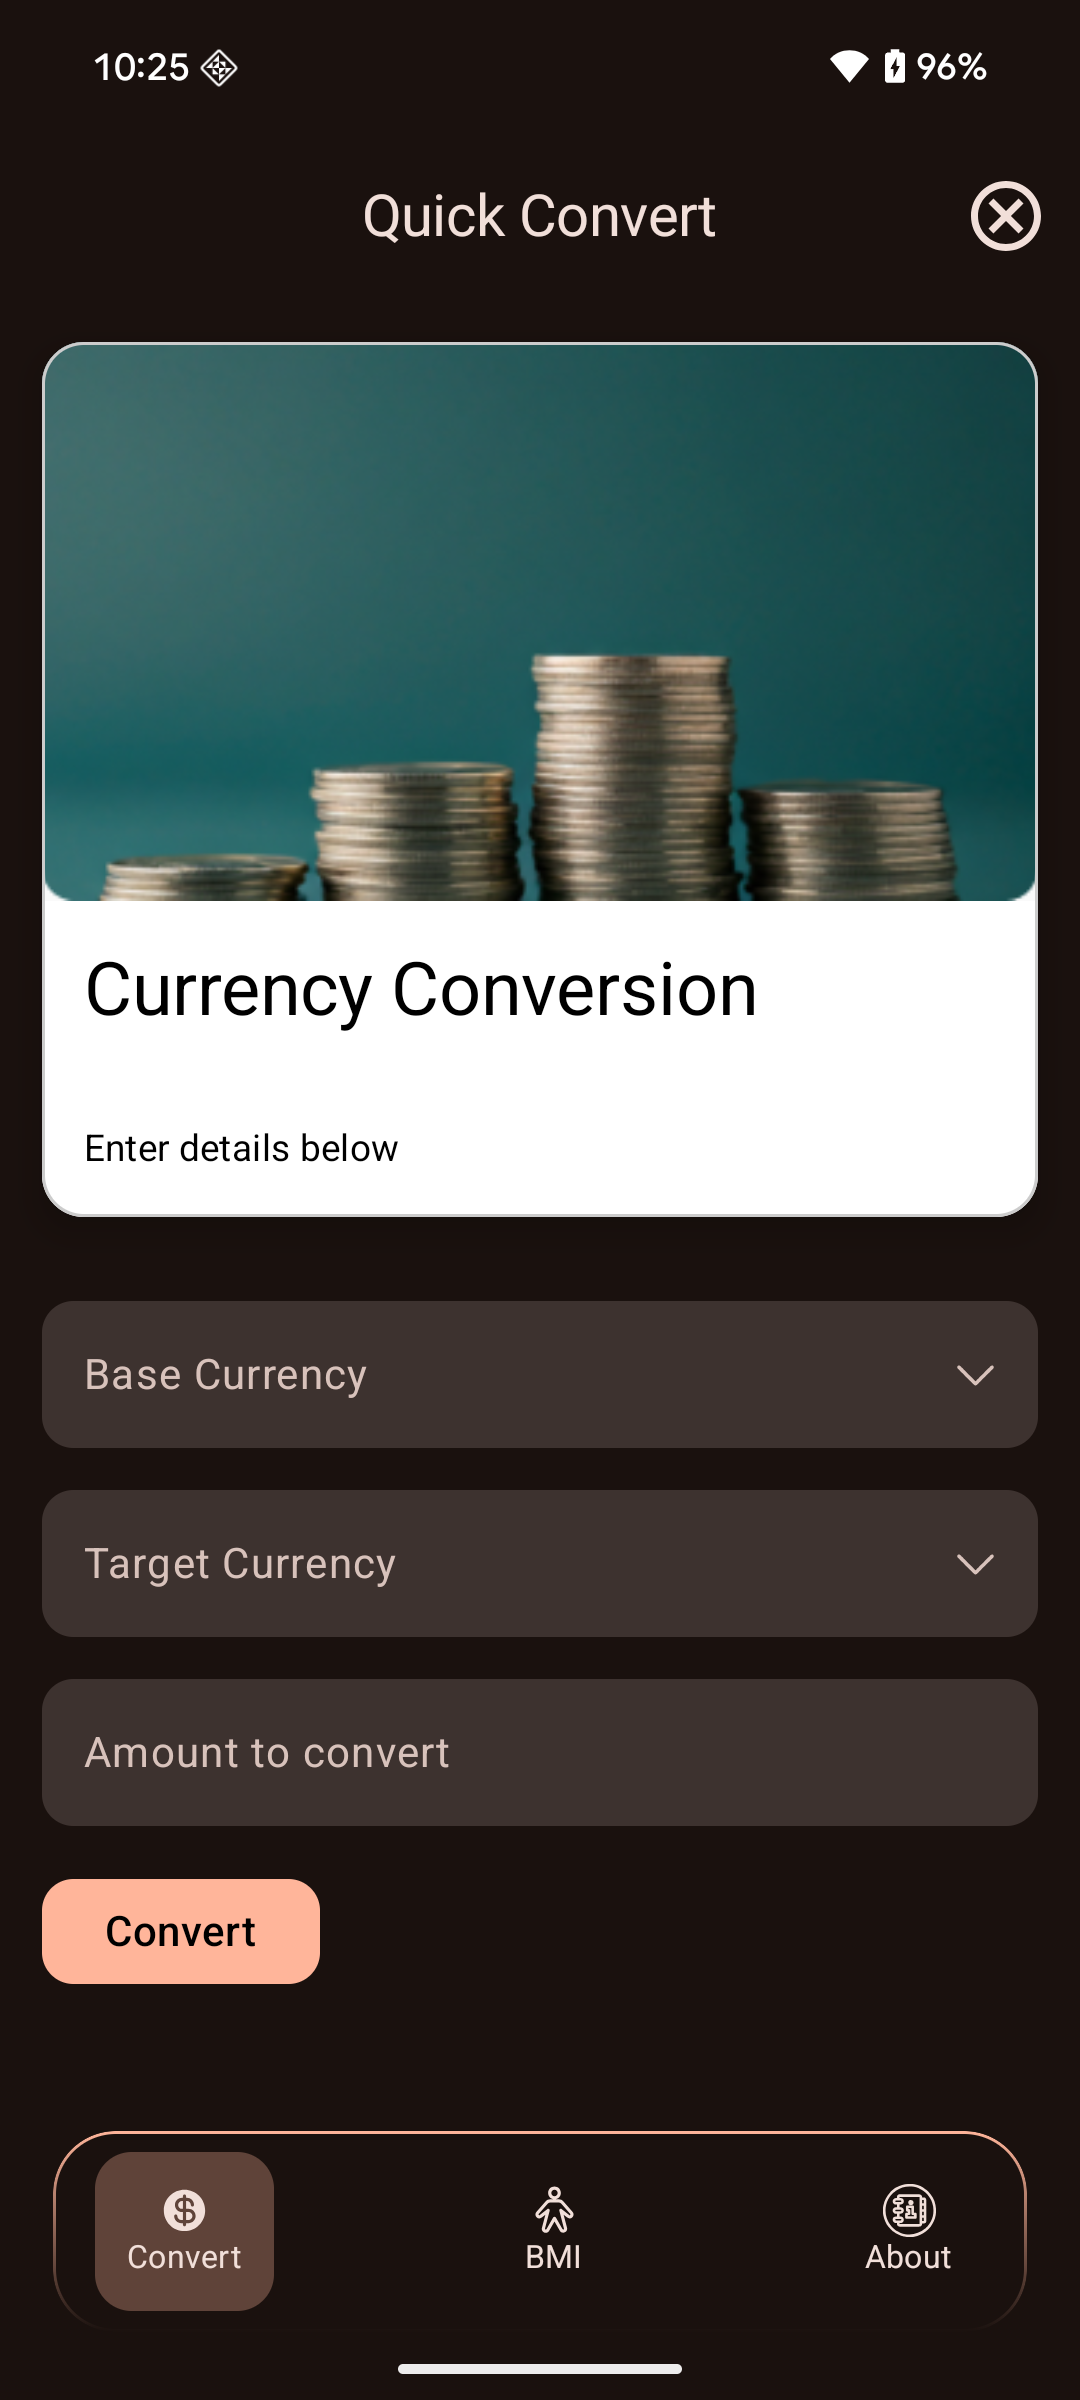 10:25
96%
Quick Convert
Currency Conversion
Enter details below
Base Currency
Target Currency
Amount to convert
Convert
Convert
BMI
About